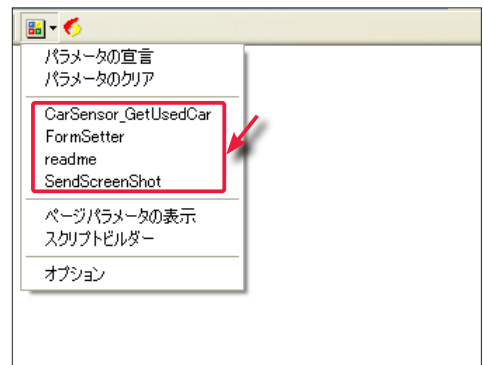 パラメータの宣言
パラメータのクリア
CarSensor_GetUsedCar
FormSetter
readme
SendScreenShot
ページパラメータの表示
スクリプトビルダー
オプション